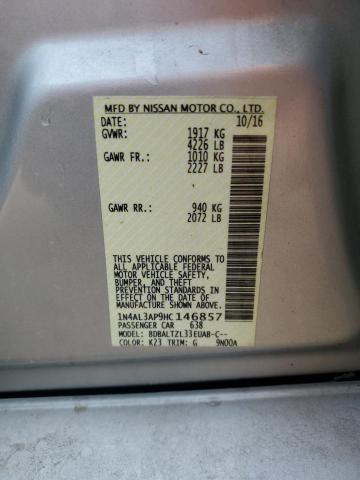 MFD BY NISSAN MOTOR CO., LTD.
DATE: 10/16
GVWR: 1917 KG
4226 LB
GAWR FR.: 1010 KG
2227 LB
GAWR RR.: 940 KG
2072 LB
THIS VEHICLE CONFORMS TO
ALL APPLICABLE FEDERAL
MOTOR VEHICLE SAFETY,
BUMPER, AND THEFT
PREVENTION STANDARDS IN
EFFECT ON THE DATE OF
MANUFACTURE SHOWN ABOVE.
1N4AL3AP9HC146857
PASSENGER CAR 638
MODEL: BDBALTZL33EUAB-C--
COLOR: K23 TRIM: G 9N00A